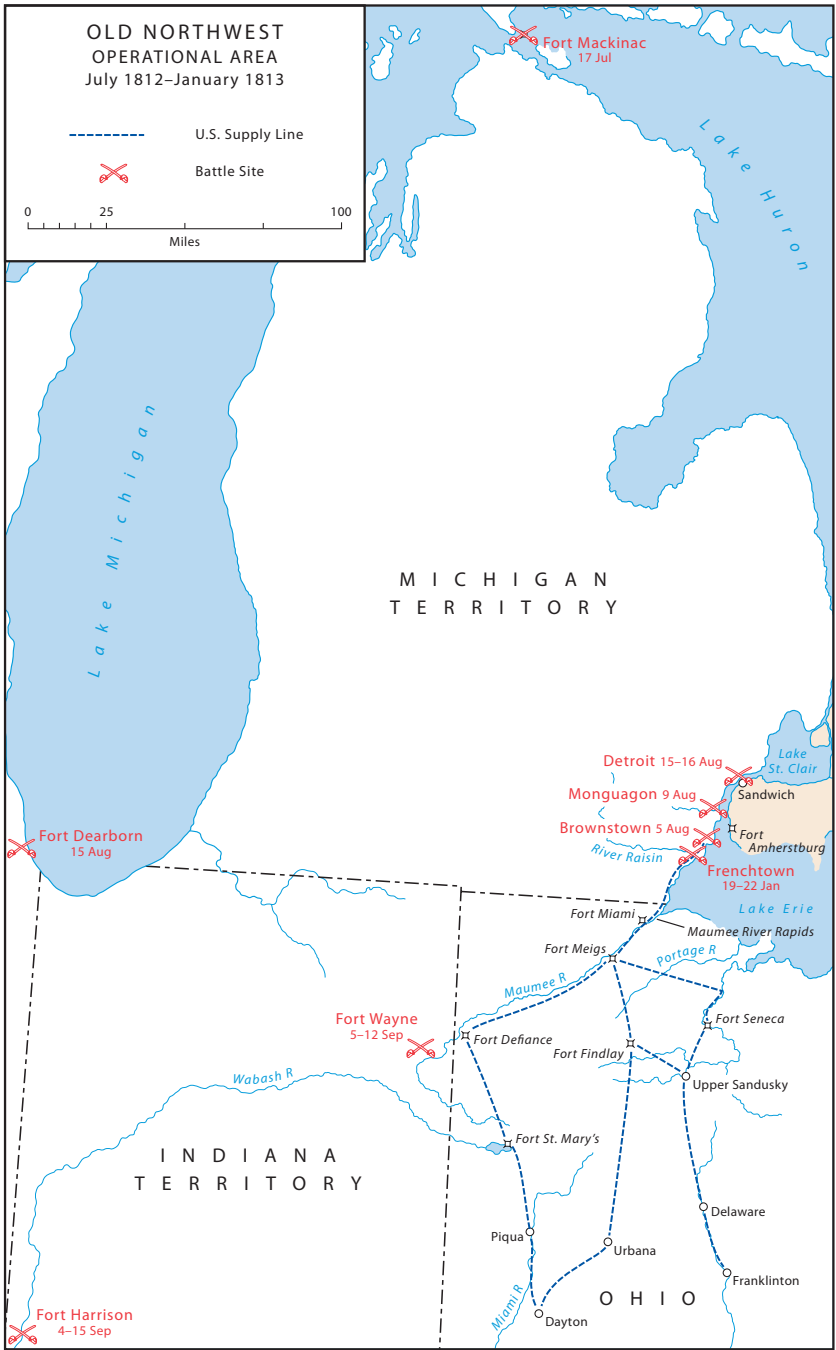 OLD NORTHWEST
OPERATIONAL AREA
July 1812–January 1813
U.S. Supply Line
Battle Site
0 25 100
Miles
Fort Mackinac
17 Jul
Lake Huron
Lake Michigan
MICHIGAN
TERRITORY
Detroit 15–16 Aug
Lake
St. Clair
Sandwich
Monguagon 9 Aug
Brownstown 5 Aug
Fort
Amherstburg
River Raisin
Frenchtown
19–22 Jan
Fort Dearborn
15 Aug
Lake Erie
Fort Miami
Maumee River Rapids
Fort Meigs
Portage R
Maumee R
Fort Wayne
5–12 Sep
Fort Seneca
Fort Defiance
Fort Findlay
Upper Sandusky
Wabash R
Fort St. Mary's
INDIANA
TERRITORY
Delaware
Piqua
Urbana
Franklinton
OHIO
Miami R
Dayton
Fort Harrison
4–15 Sep